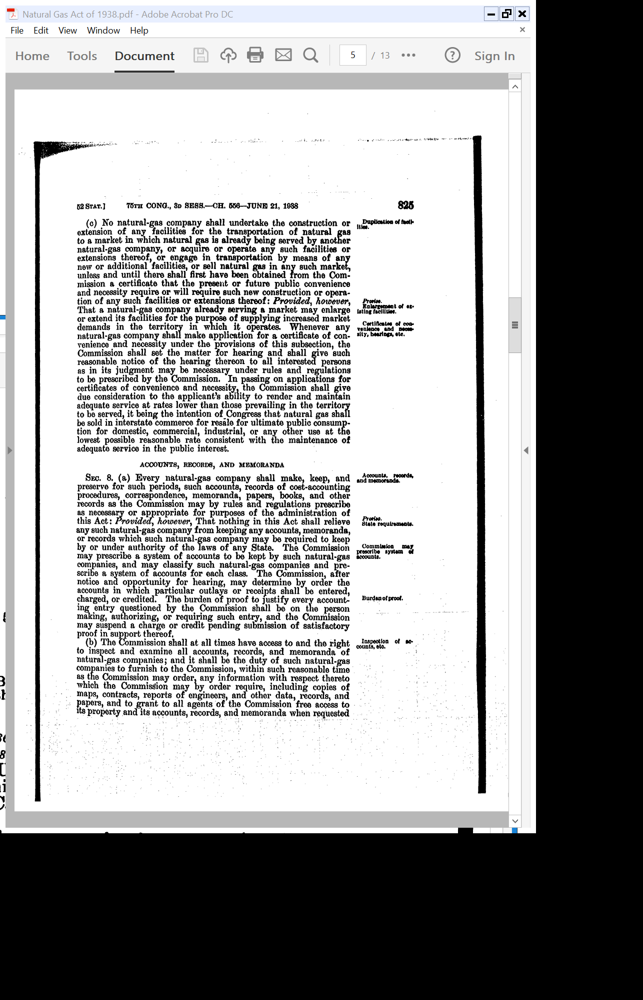 Natural Gas Act of 1938.pdf - Adobe Acrobat Pro DC
File Edit View Window Help
Home Tools Document 5 / 13 Sign In
52 STAT.] 75TH CONG., 3D SESS.—CH. 556—JUNE 21, 1938 825
(c) No natural-gas company shall undertake the construction or
extension of any facilities for the transportation of natural gas
to a market in which natural gas is already being served by another
natural-gas company, or acquire or operate any such facilities or
extensions thereof, or engage in transportation by means of any
new or additional facilities, or sell natural gas in any such market,
unless and until there shall first have been obtained from the Com-
mission a certificate that the present or future public convenience
and necessity require or will require such new construction or opera-
tion of any such facilities or extensions thereof: Provided, however,
That a natural-gas company already serving a market may enlarge
or extend its facilities for the purpose of supplying increased market
demands in the territory in which it operates. Whenever any
natural-gas company shall make application for a certificate of con-
venience and necessity under the provisions of this subsection, the
Commission shall set the matter for hearing and shall give such
reasonable notice of the hearing thereon to all interested persons
as in its judgment may be necessary under rules and regulations
to be prescribed by the Commission. In passing on applications for
certificates of convenience and necessity, the Commission shall give
due consideration to the applicant's ability to render and maintain
adequate service at rates lower than those prevailing in the territory
to be served, it being the intention of Congress that natural gas shall
be sold in interstate commerce for resale for ultimate public consump-
tion for domestic, commercial, industrial, or any other use at the
lowest possible reasonable rate consistent with the maintenance of
adequate service in the public interest.
Duplication of facil-
ities.
Proviso.
Enlargement of ex-
isting facilities.
Certificates of con-
venience and neces-
sity, hearings, etc.
ACCOUNTS, RECORDS, AND MEMORANDA
SEC. 8. (a) Every natural-gas company shall make, keep, and
preserve for such periods, such accounts, records of cost-accounting
procedures, correspondence, memoranda, papers, books, and other
records as the Commission may by rules and regulations prescribe
as necessary or appropriate for purposes of the administration of
this Act: Provided, however, That nothing in this Act shall relieve
any such natural-gas company from keeping any accounts, memoranda,
or records which such natural-gas company may be required to keep
by or under authority of the laws of any State. The Commission
may prescribe a system of accounts to be kept by such natural-gas
companies, and may classify such natural-gas companies and pre-
scribe a system of accounts for each class. The Commission, after
notice and opportunity for hearing, may determine by order the
accounts in which particular outlays or receipts shall be entered,
charged, or credited. The burden of proof to justify every account-
ing entry questioned by the Commission shall be on the person
making, authorizing, or requiring such entry, and the Commission
may suspend a charge or credit pending submission of satisfactory
proof in support thereof.
(b) The Commission shall at all times have access to and the right
to inspect and examine all accounts, records, and memoranda of
natural-gas companies; and it shall be the duty of such natural-gas
companies to furnish to the Commission, within such reasonable time
as the Commission may order, any information with respect thereto
which the Commission may by order require, including copies of
maps, contracts, reports of engineers, and other data, records, and
papers, and to grant to all agents of the Commission free access to
its property and its accounts, records, and memoranda when requested
Accounts, records,
and memoranda.
Proviso.
State requirements.
Commission may
prescribe system of
accounts.
Burden of proof.
Inspection of ac-
counts, etc.